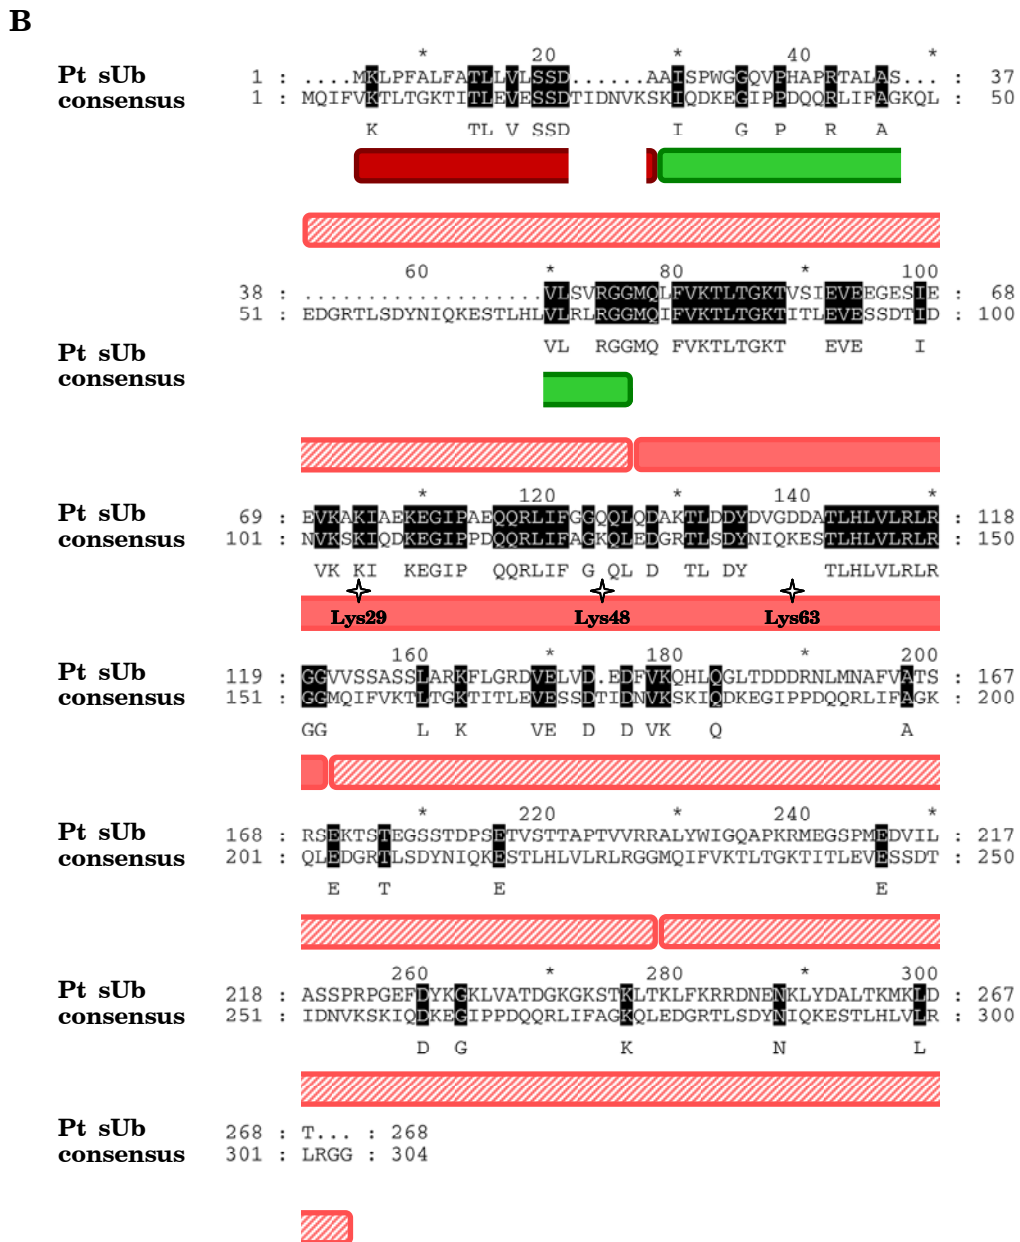 B
* 20 * 40 *
Pt sUb 1 : ....MKLPFALFATLLVLSSD......AAISPWGGQVPHAPRTALAS... : 37
consensus 1 : MQIFVKTLTGKTITLEVESSDTIDNVKSKIQDKEGIPPDQQRLIFAGKQL : 50
K TL V SSD I G P R A
60 * 80 * 100
38 : ...................VLSVRGGMQLFVKTLTGKTVSIEVEEGESIE : 68
51 : EDGRTLSDYNIQKESTLHLVLRLRGGMQIFVKTLTGKTITLEVESSDTID : 100
VL RGGMQ FVKTLTGKT EVE I
Pt sUb
consensus
* 120 * 140 *
Pt sUb 69 : EVKAKIAEKEGIPAEQQRLIFGGQQLQDAKTLDDYDVGDDATLHLVLRLR : 118
consensus 101 : NVKSKIQDKEGIPPDQQRLIFAGKQLEDGRTLSDYNIQKESTLHLVLRLR : 150
VK KI KEGIP QQRLIF G QL D TL DY TLHLVLRLR
Lys29 Lys48 Lys63
160 * 180 * 200
Pt sUb 119 : GGVVSSASSLARKFLGRDVELVD.EDFVKQHLQGLTDDDRNLMNAFVATS : 167
consensus 151 : GGMQIFVKTLTGKTITLEVESSDTIDNVKSKIQDKEGIPPDQQRLIFAGK : 200
GG L K VE D D VK Q A
* 220 * 240 *
Pt sUb 168 : RSEKTSTEGSSTDPSETVSTTAPTVVRRALYWIGQAPKRMEGSPMEDVIL : 217
consensus 201 : QLEDGRTLSDYNIQKESTLHLVLRLRGGMQIFVKTLTGKTITLEVESSDT : 250
E T E E
260 * 280 * 300
Pt sUb 218 : ASSPRPGEFDYKGKLVATDGKGKSTKLTKLFKRRDNENKLYDALTKMKLD : 267
consensus 251 : IDNVKSKIQDKEGIPPDQQRLIFAGKQLEDGRTLSDYNIQKESTLHLVLR : 300
D G K N L
Pt sUb 268 : T... : 268
consensus 301 : LRGG : 304